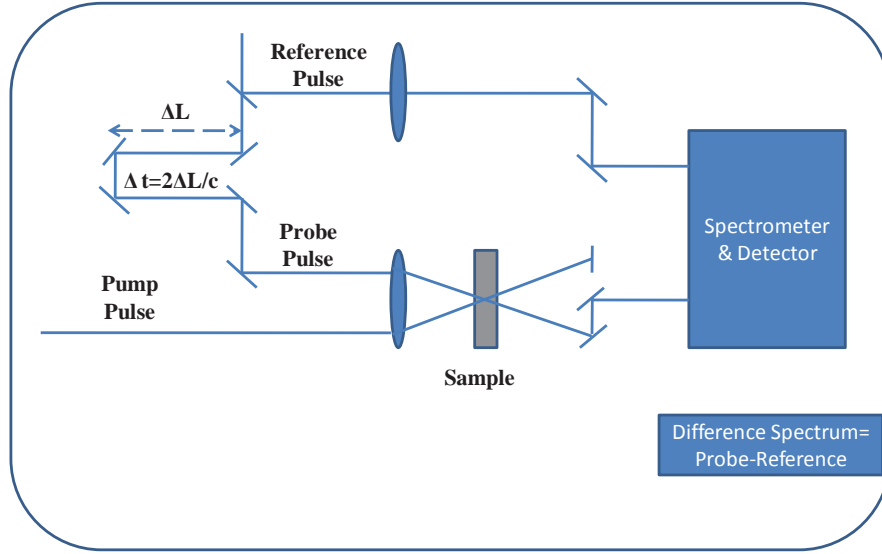 Reference
Pulse
ΔL
Δ t=2ΔL/c
Probe
Pulse
Pump
Pulse
Sample
Spectrometer
& Detector
Difference Spectrum=
Probe-Reference